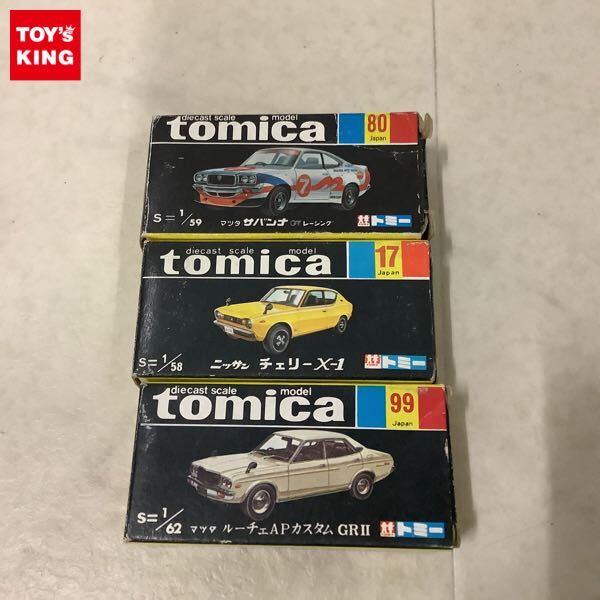 TOY'S
KING
diecast scale model
tomica
80
Japan
7
S=1/59
マツダ サバンナ GT レーシング
トミー
diecast scale model
tomica
17
Japan
S=1/58
ニッサン チェリー X-1
トミー
diecast scale model
tomica
99
Japan
S=1/62
マツダ ルーチェAPカスタム GRII
トミー